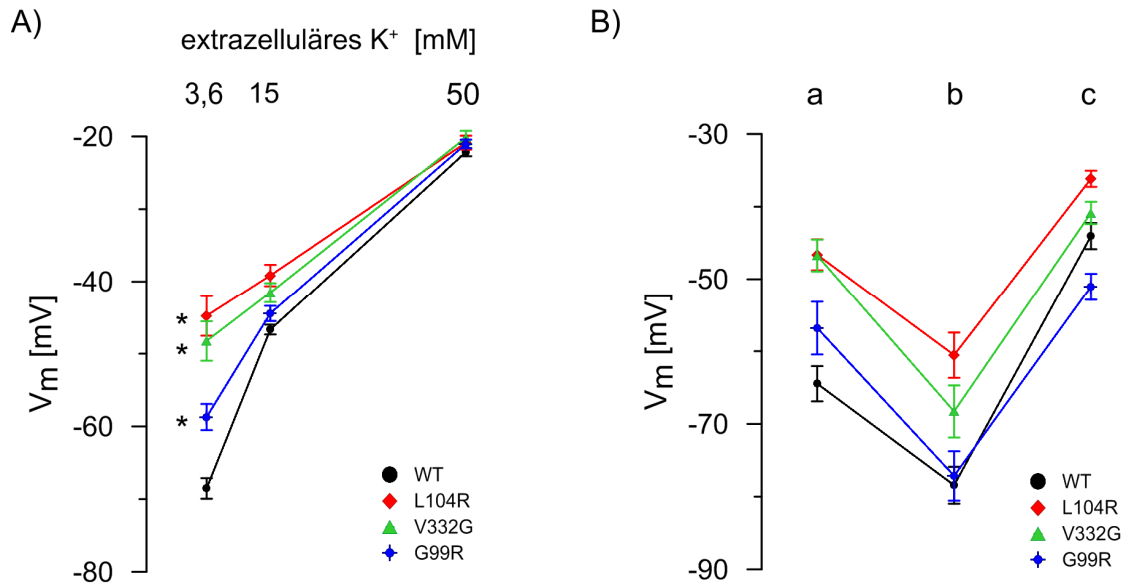 A)
extrazelluläres K⁺ [mM]
3,6 15 50
-20
-40
-60
-80
Vm [mV]
*
*
*
WT
L104R
V332G
G99R
B)
a b c
-30
-50
-70
-90
Vm [mV]
WT
L104R
V332G
G99R